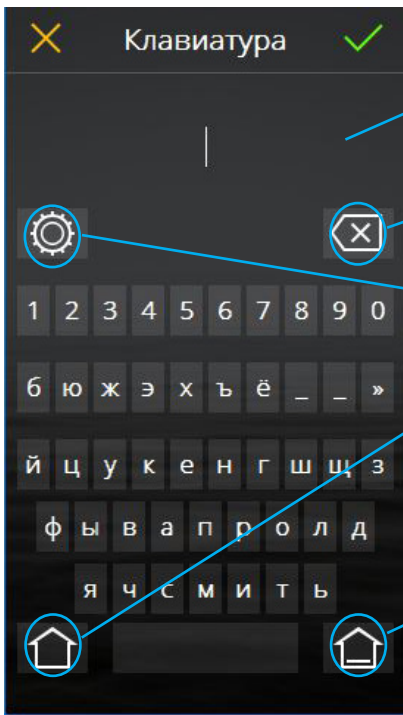 Клавиатура
1 2 3 4 5 6 7 8 9 0
б ю ж э х ъ ё _ _ »
й ц у к е н г ш щ з
ф ы в а п р о л д
я ч с м и т ь